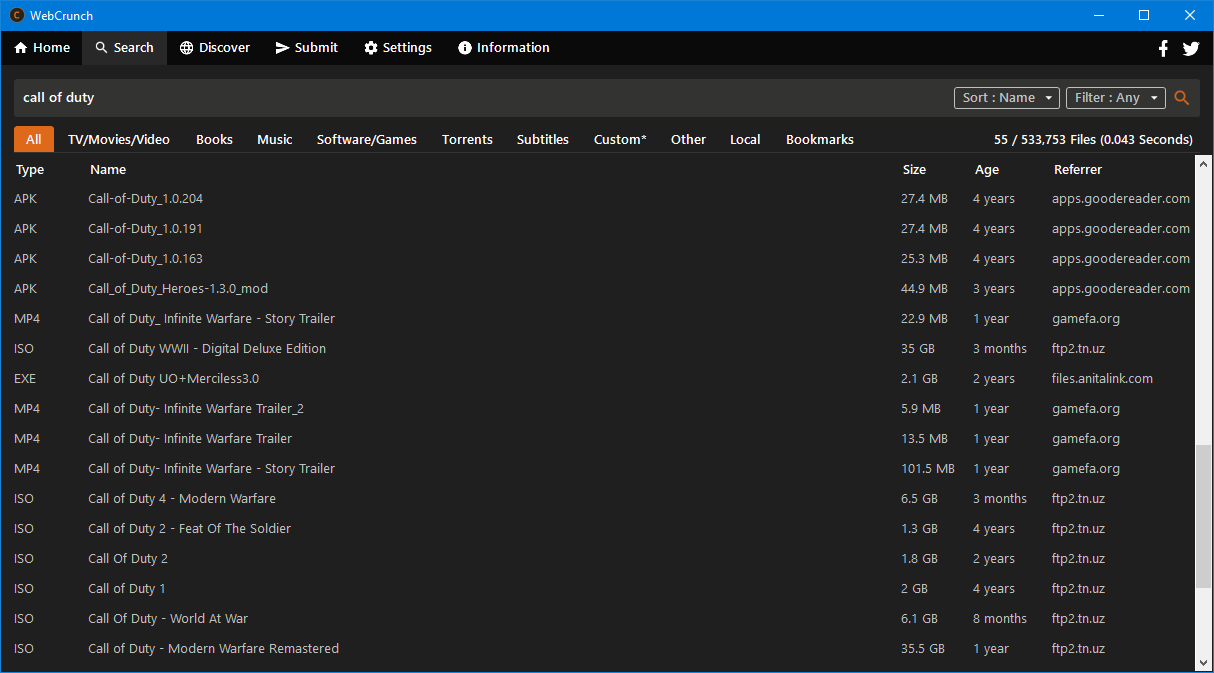 WebCrunch
Home Search Discover Submit Settings Information
call of duty Sort : Name Filter : Any
All TV/Movies/Video Books Music Software/Games Torrents Subtitles Custom* Other Local Bookmarks 55 / 533,753 Files (0.043 Seconds)
Type Name Size Age Referrer
APK Call-of-Duty_1.0.204 27.4 MB 4 years apps.goodereader.com
APK Call-of-Duty_1.0.191 27.4 MB 4 years apps.goodereader.com
APK Call-of-Duty_1.0.163 25.3 MB 4 years apps.goodereader.com
APK Call_of_Duty_Heroes-1.3.0_mod 44.9 MB 3 years apps.goodereader.com
MP4 Call of Duty_ Infinite Warfare - Story Trailer 22.9 MB 1 year gamefa.org
ISO Call of Duty WWII - Digital Deluxe Edition 35 GB 3 months ftp2.tn.uz
EXE Call of Duty UO+Merciless3.0 2.1 GB 2 years files.anitalink.com
MP4 Call of Duty- Infinite Warfare Trailer_2 5.9 MB 1 year gamefa.org
MP4 Call of Duty- Infinite Warfare Trailer 13.5 MB 1 year gamefa.org
MP4 Call of Duty- Infinite Warfare - Story Trailer 101.5 MB 1 year gamefa.org
ISO Call of Duty 4 - Modern Warfare 6.5 GB 3 months ftp2.tn.uz
ISO Call of Duty 2 - Feat Of The Soldier 1.3 GB 4 years ftp2.tn.uz
ISO Call Of Duty 2 1.8 GB 2 years ftp2.tn.uz
ISO Call of Duty 1 2 GB 4 years ftp2.tn.uz
ISO Call Of Duty - World At War 6.1 GB 8 months ftp2.tn.uz
ISO Call of Duty - Modern Warfare Remastered 35.5 GB 1 year ftp2.tn.uz